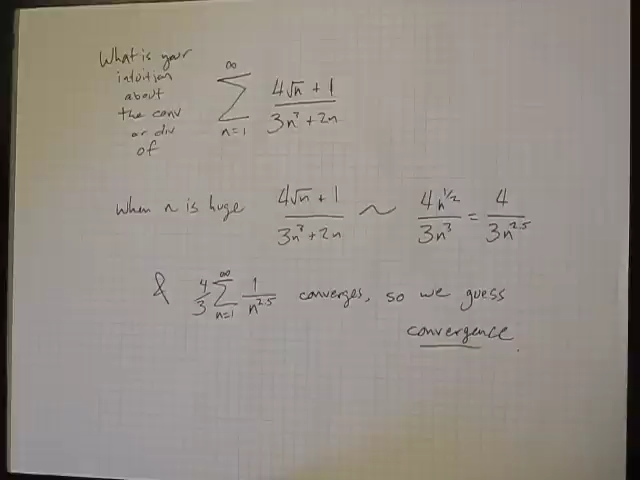 What is your
intuition
about
the conv
or div
of
∞ ∑ n=1 (4√n + 1)/(3n³ + 2n)
When n is huge (4√n + 1)/(3n³ + 2n) ~ 4n^(1/2)/3n³ = 4/3n^2.5
& 4/3 ∞ ∑ n=1 1/n^2.5 converges, so we guess
convergence.